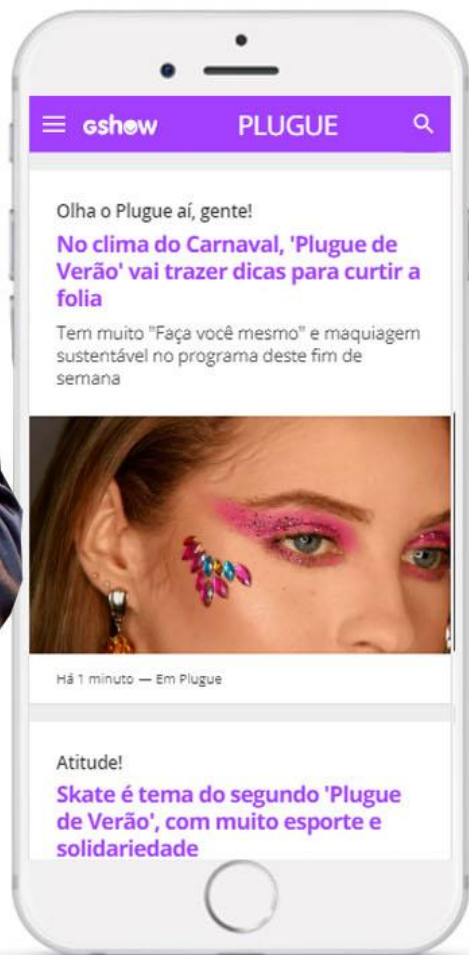 Gshow PLUGUE
Olha o Plugue aí, gente!
No clima do Carnaval, 'Plugue de
Verão' vai trazer dicas para curtir a
folia
Tem muito "Faça você mesmo" e maquiagem
sustentável no programa deste fim de
semana
Há 1 minuto — Em Plugue
Atitude!
Skate é tema do segundo 'Plugue
de Verão', com muito esporte e
solidariedade